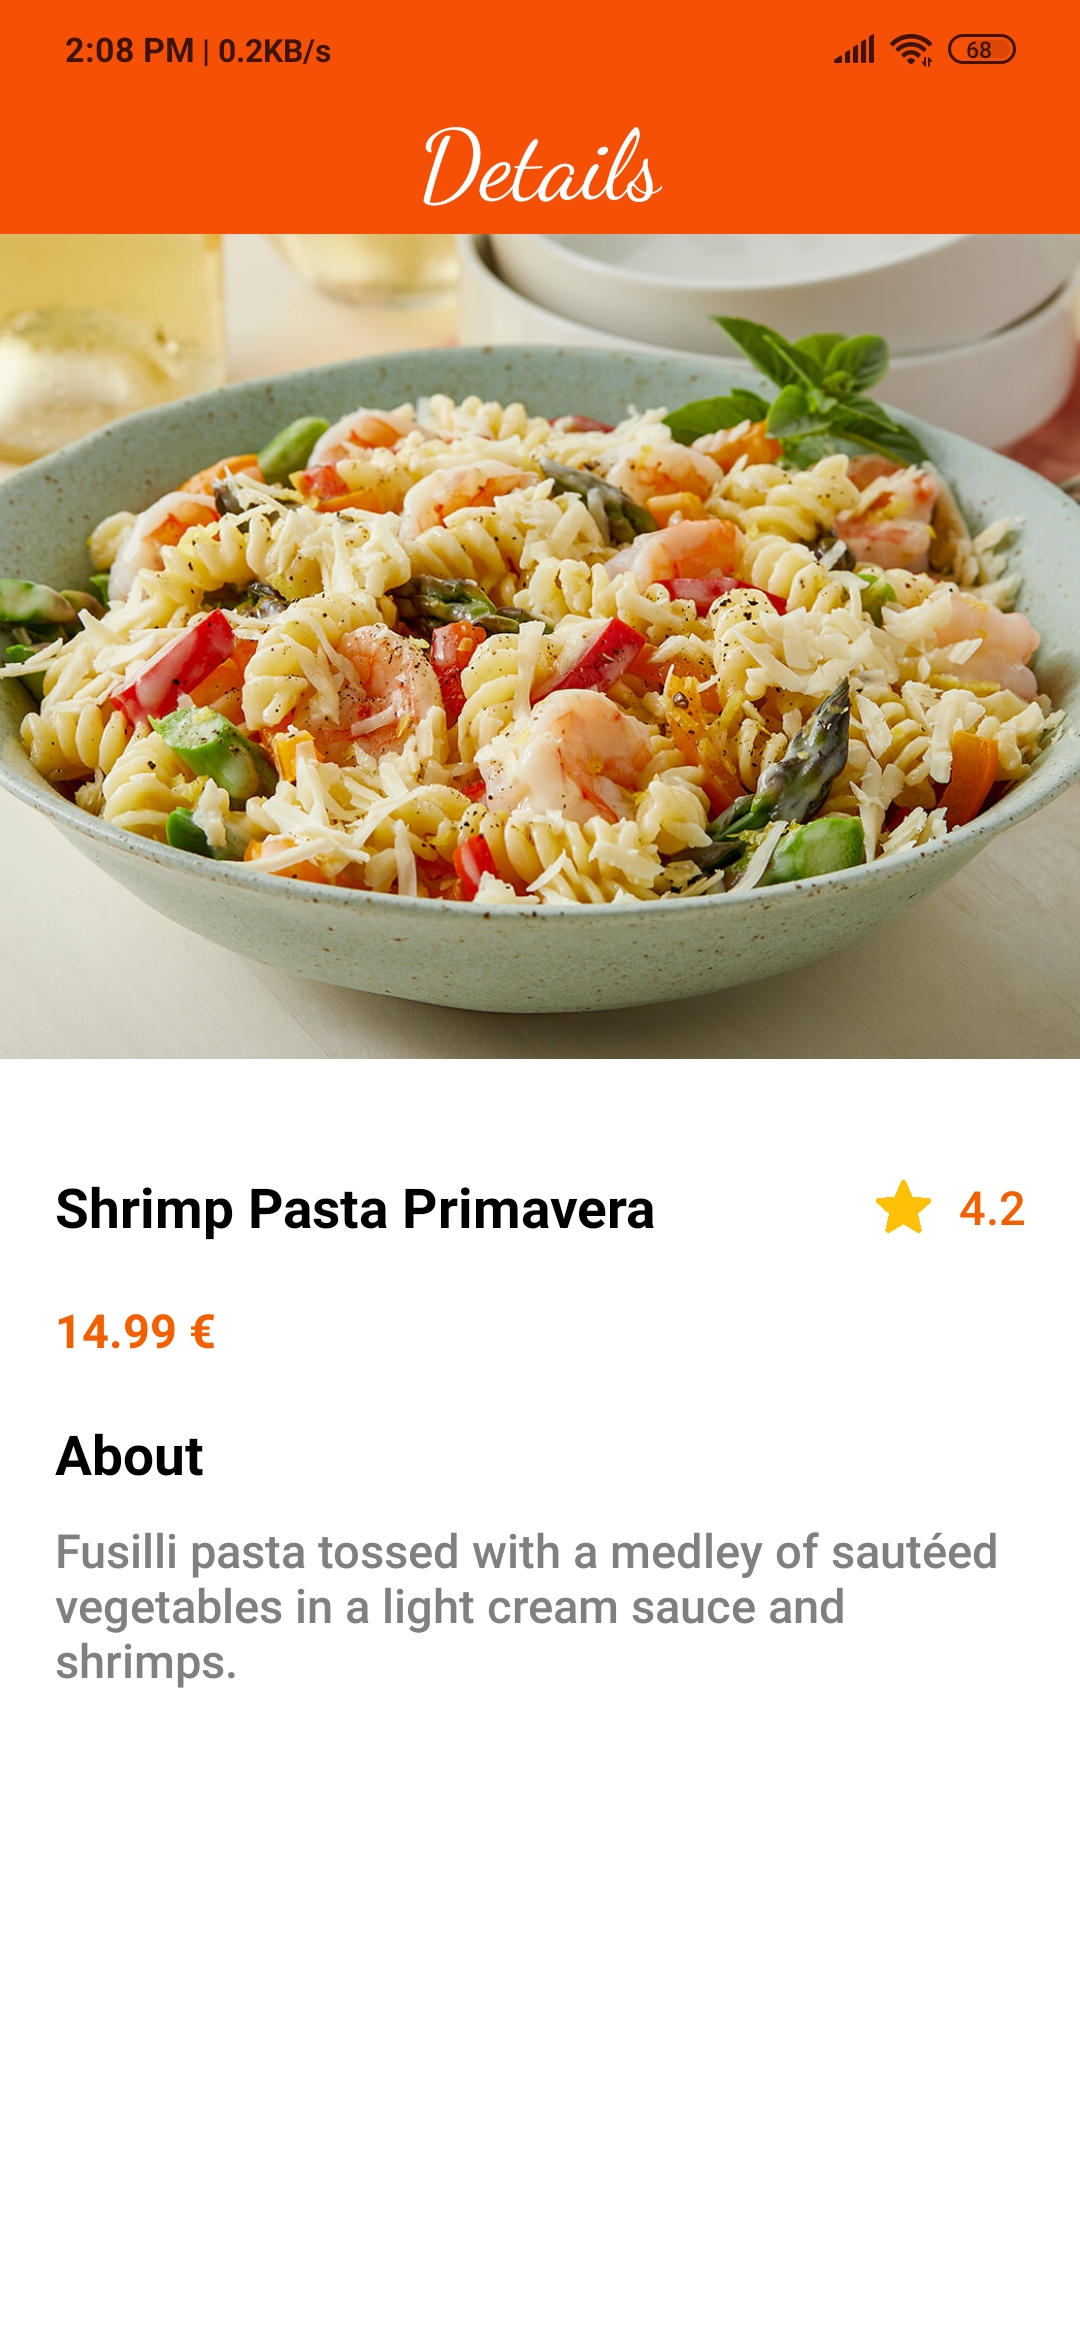 2:08 PM | 0.2KB/s 68
Details
Shrimp Pasta Primavera 4.2
14.99 €
About
Fusilli pasta tossed with a medley of sautéed
vegetables in a light cream sauce and
shrimps.